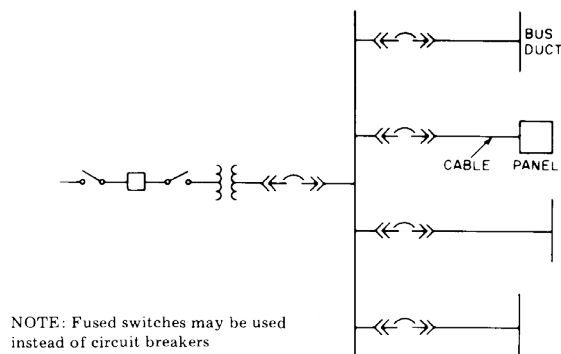 BUS
DUCT
CABLE
PANEL
NOTE: Fused switches may be used
instead of circuit breakers